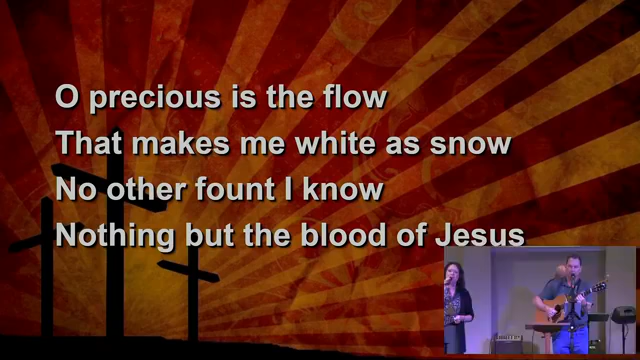 O precious is the flow
That makes me white as snow
No other fount I know
Nothing but the blood of Jesus